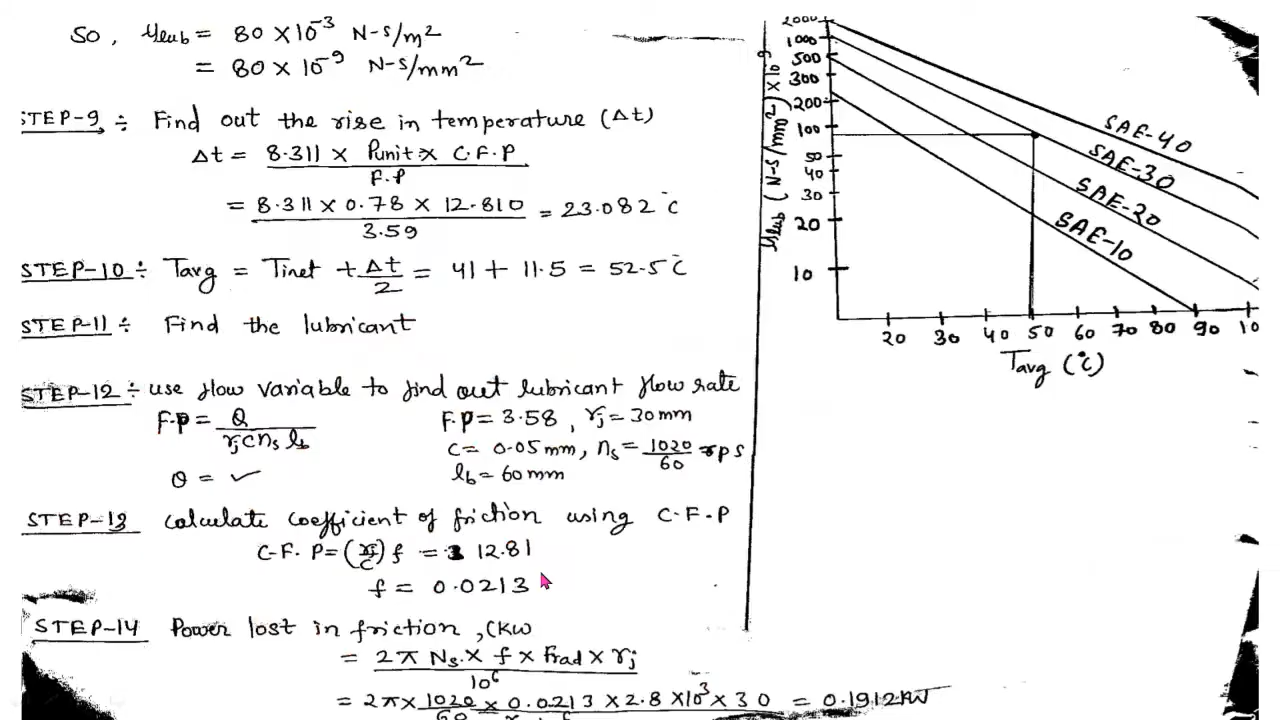 So, μlub = 80 × 10⁻³ N-s/m²
= 80 × 10⁻⁹ N-s/mm²
STEP-9 ÷ Find out the rise in temperature (Δt)
Δt = 8.311 × Punit × C.F.P
F.P
= 8.311 × 0.78 × 12.810 = 23.082 °C
3.59
STEP-10 ÷ Tavg = Tinet + Δt/2 = 41 + 11.5 = 52.5 °C
STEP-11 ÷ Find the lubricant
STEP-12 ÷ use flow variable to find out lubricant flow rate
F.P = Q / rj c ns lb
F.P = 3.58, rj = 30 mm
c = 0.05 mm, ns = 1020/60 rps
Q = ✓
lb = 60 mm
STEP-13 Calculate coefficient of friction using C.F.P
C.F.P = (rj/c) f = 12.81
f = 0.0213
STEP-14 Power lost in friction, (KW
= 2π Ns × f × Frad × rj
10⁶
= 2π × 1020 × 0.0213 × 2.8 × 10³ × 30 = 0.1912 KW
60
μlub (N-s/mm²) × 10⁹
2000
1000
500
300
200
100
50
40
30
20
10
SAE-40
SAE-30
SAE-20
SAE-10
20 30 40 50 60 70 80 90 10
Tavg (°C)